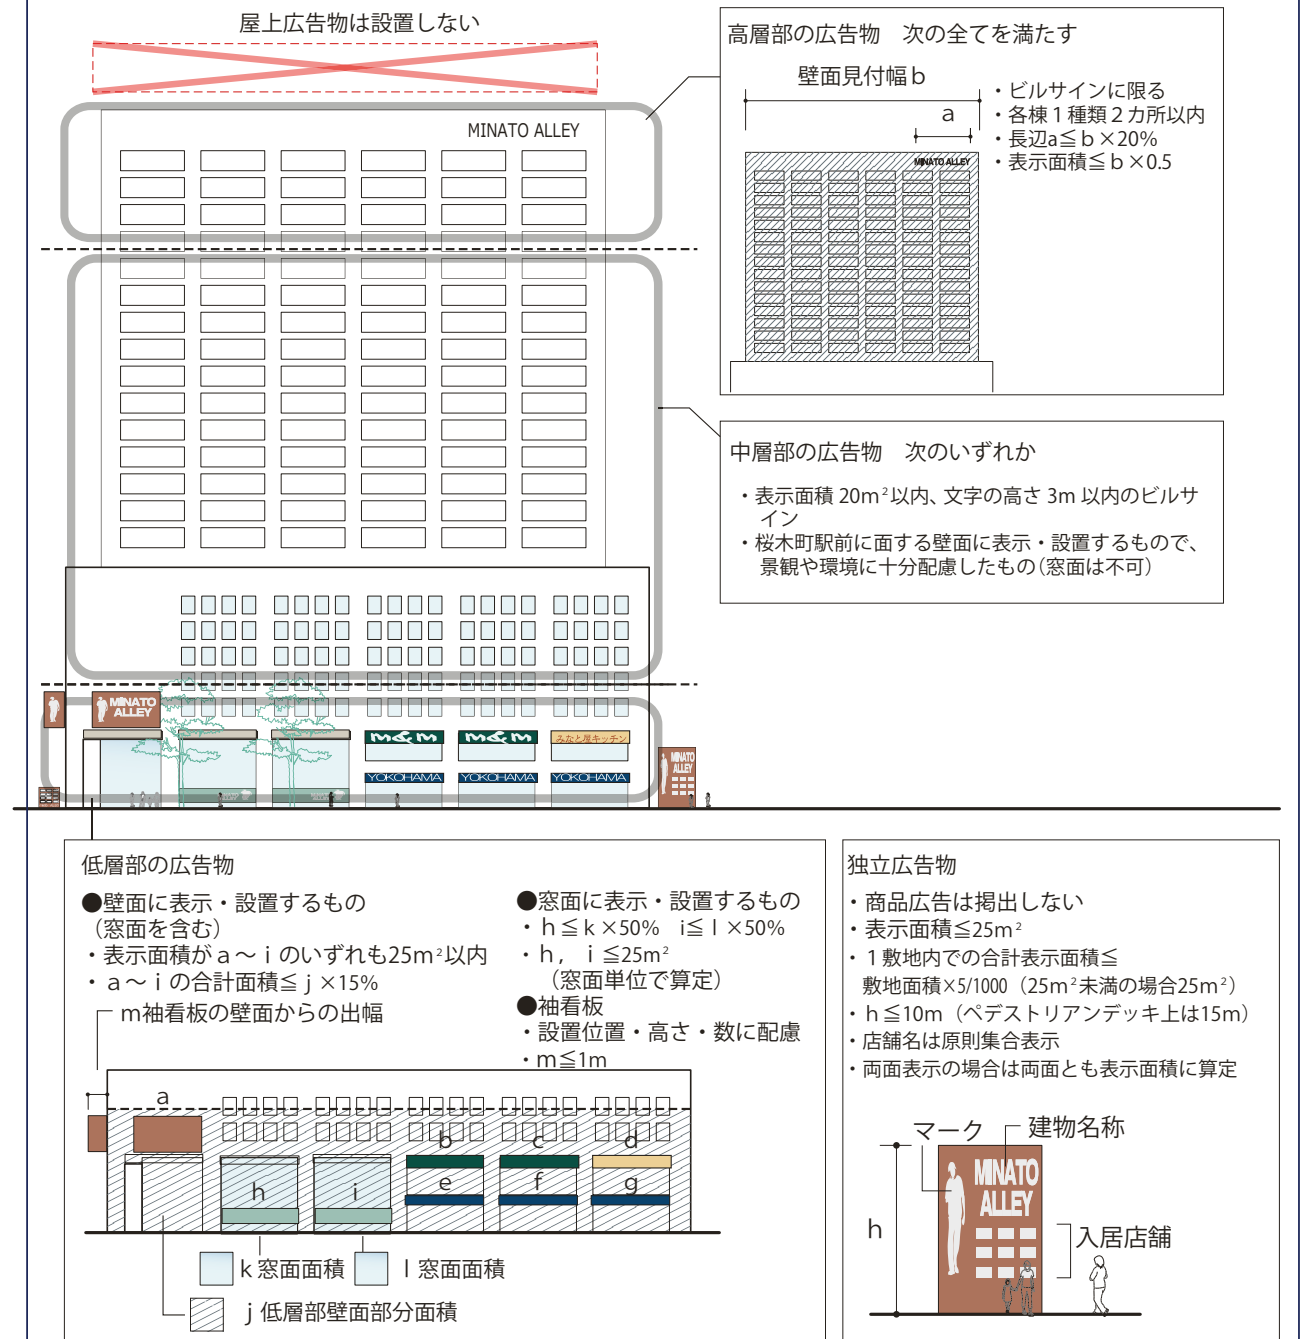 屋上広告物は設置しない
MINATO ALLEY
高層部の広告物　次の全てを満たす
壁面見付幅b
a
MINATO ALLEY
・ビルサインに限る
・各棟1種類2カ所以内
・長辺a≦b×20%
・表示面積≦b×0.5
中層部の広告物　次のいずれか
・表示面積 20m²以内、文字の高さ 3m 以内のビルサ
イン
・桜木町駅前に面する壁面に表示・設置するもので、
景観や環境に十分配慮したもの(窓面は不可)
MINATO
ALLEY
m&m
m&m
みなと屋キッチン
YOKOHAMA
YOKOHAMA
YOKOHAMA
MINATO
ALLEY
低層部の広告物
●壁面に表示・設置するもの
(窓面を含む)
・表示面積がa～iのいずれも25m²以内
・a～iの合計面積≦j×15%
m袖看板の壁面からの出幅
●窓面に表示・設置するもの
・h≦k×50%　i≦l×50%
・h,　i≦25m²
(窓面単位で算定)
●袖看板
・設置位置・高さ・数に配慮
・m≦1m
a
b
c
d
e
f
g
h
i
k窓面面積
l 窓面面積
j 低層部壁面部分面積
独立広告物
・商品広告は掲出しない
・表示面積≦25m²
・1敷地内での合計表示面積≦
敷地面積×5/1000（25m²未満の場合25m²）
・h≦10m（ペデストリアンデッキ上は15m）
・店舗名は原則集合表示
・両面表示の場合は両面とも表示面積に算定
マーク
建物名称
MINATO
ALLEY
h
入居店舗